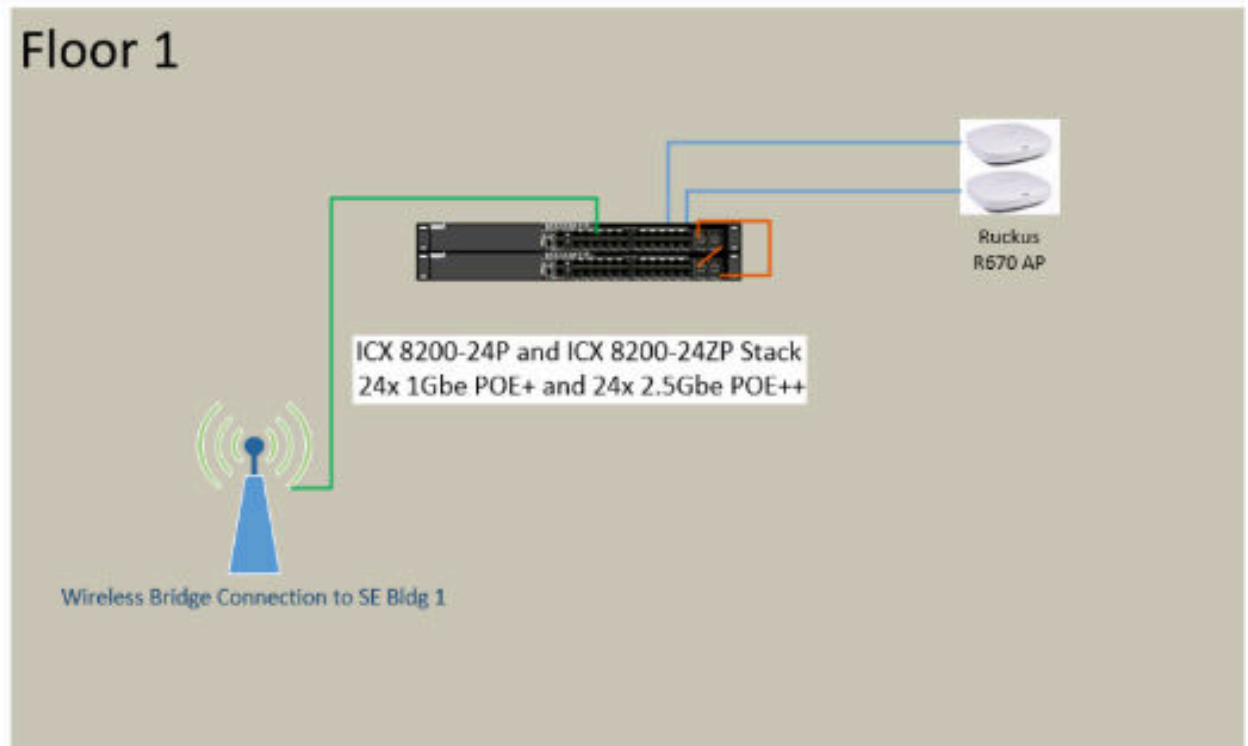 Floor 1
Ruckus
R670 AP
ICX 8200-24P and ICX 8200-24ZP Stack
24x 1Gbe POE+ and 24x 2.5Gbe POE++
Wireless Bridge Connection to SE Bldg 1